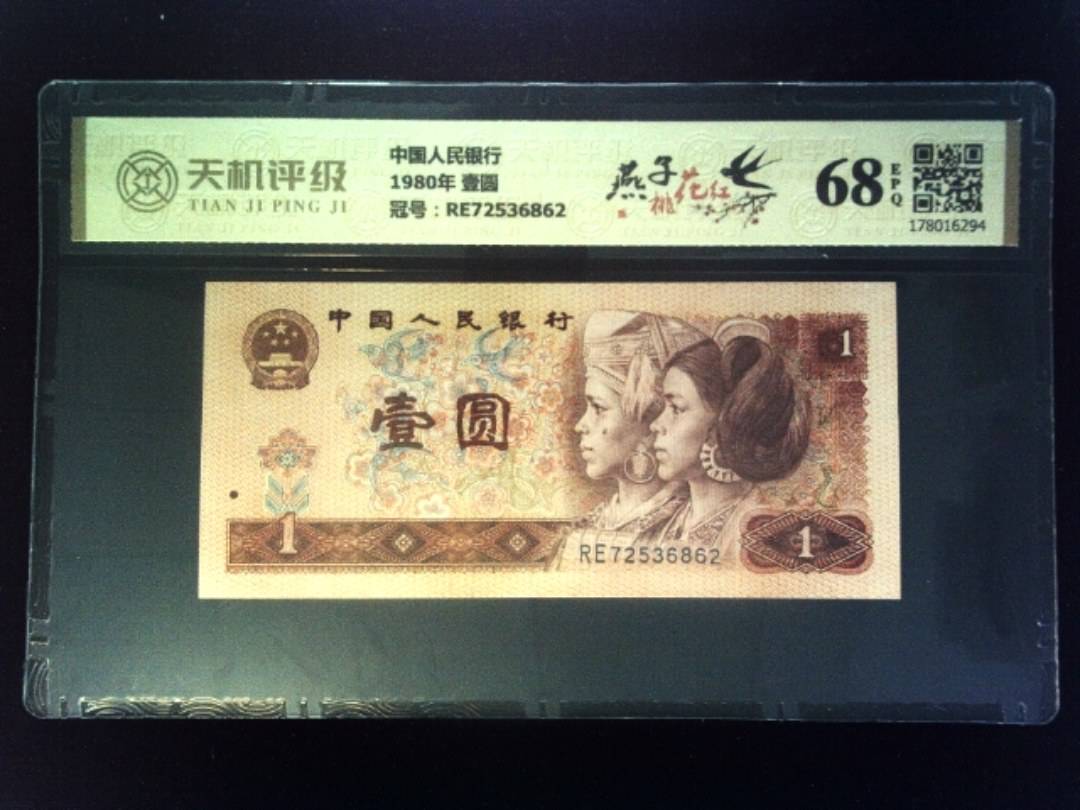 天机评级
TIAN JI PING JI
中国人民银行
1980年 壹圆
冠号：RE72536862
燕子
桃花红
68
EPQ
178016294
中国人民银行
1
壹圆
1
RE72536862
1